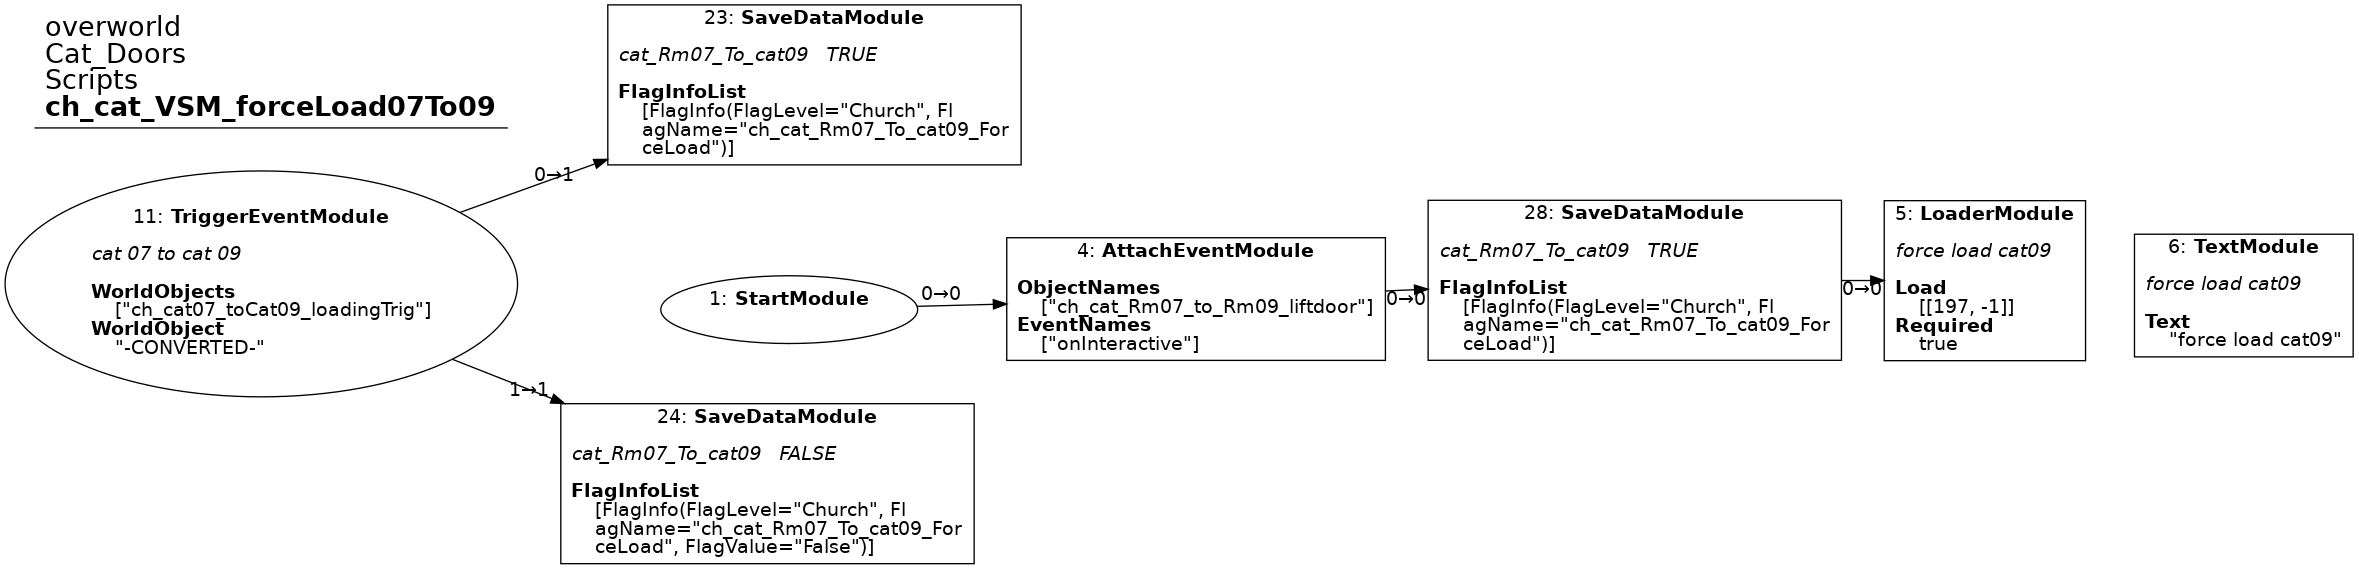 overworld
Cat_Doors
Scripts
ch_cat_VSM_forceLoad07To09
23: SaveDataModule
cat_Rm07_To_cat09   TRUE
FlagInfoList
[FlagInfo(FlagLevel="Church", Fl
agName="ch_cat_Rm07_To_cat09_For
ceLoad")]
0→1
11: TriggerEventModule
cat 07 to cat 09
WorldObjects
["ch_cat07_toCat09_loadingTrig"]
WorldObject
"-CONVERTED-"
1→1
24: SaveDataModule
cat_Rm07_To_cat09   FALSE
FlagInfoList
[FlagInfo(FlagLevel="Church", Fl
agName="ch_cat_Rm07_To_cat09_For
ceLoad", FlagValue="False")]
1: StartModule
0→0
4: AttachEventModule
ObjectNames
["ch_cat_Rm07_to_Rm09_liftdoor"]
EventNames
["onInteractive"]
0→0
28: SaveDataModule
cat_Rm07_To_cat09   TRUE
FlagInfoList
[FlagInfo(FlagLevel="Church", Fl
agName="ch_cat_Rm07_To_cat09_For
ceLoad")]
0→0
5: LoaderModule
force load cat09
Load
[[197, -1]]
Required
true
6: TextModule
force load cat09
Text
"force load cat09"